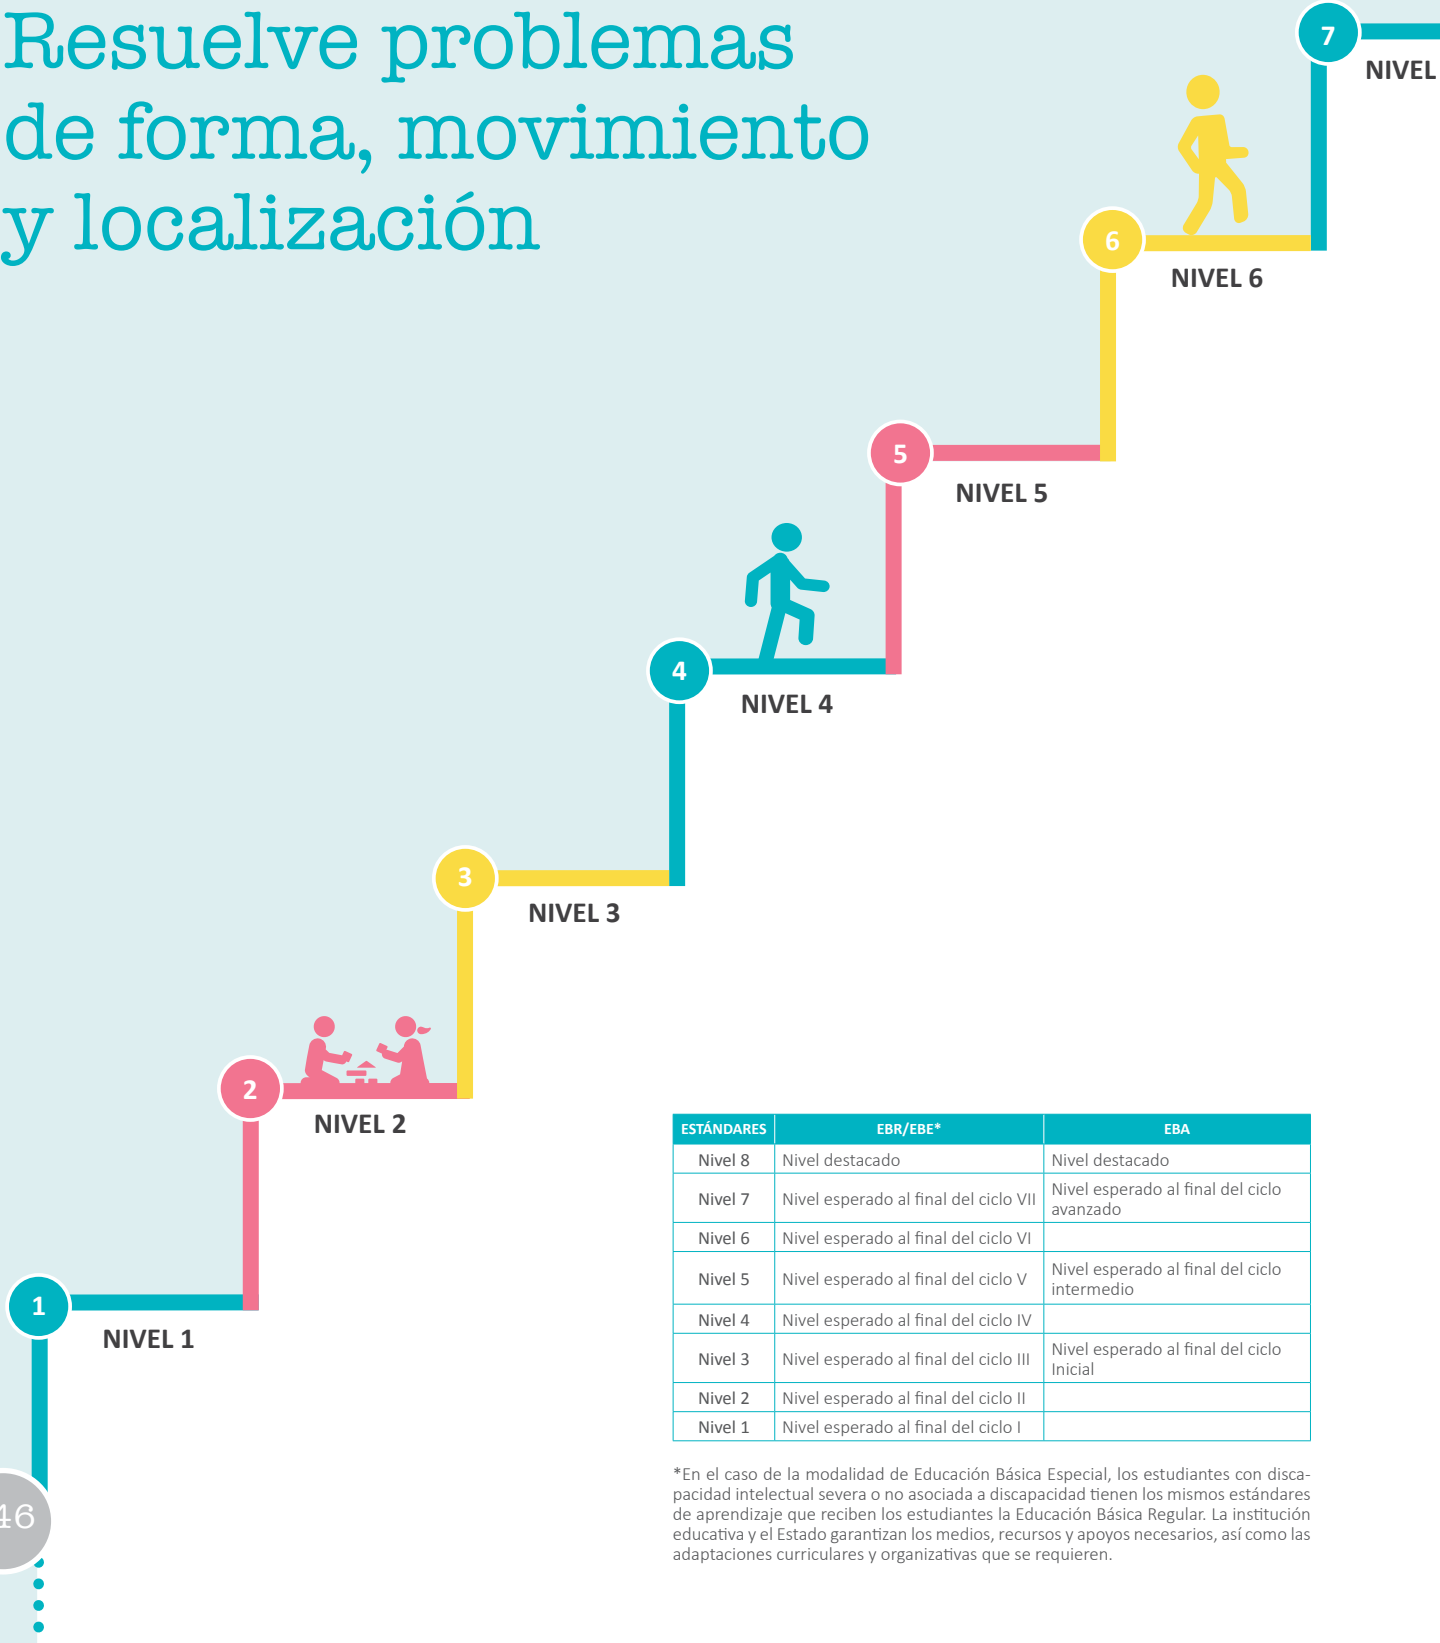 Resuelve problemas
de forma, movimiento
y localización
7
NIVEL
6
NIVEL 6
5
NIVEL 5
4
NIVEL 4
3
NIVEL 3
2
NIVEL 2
1
NIVEL 1
ESTÁNDARES EBR/EBE* EBA
Nivel 8 Nivel destacado Nivel destacado
Nivel 7 Nivel esperado al final del ciclo VII Nivel esperado al final del ciclo
avanzado
Nivel 6 Nivel esperado al final del ciclo VI
Nivel 5 Nivel esperado al final del ciclo V Nivel esperado al final del ciclo
intermedio
Nivel 4 Nivel esperado al final del ciclo IV
Nivel 3 Nivel esperado al final del ciclo III Nivel esperado al final del ciclo
Inicial
Nivel 2 Nivel esperado al final del ciclo II
Nivel 1 Nivel esperado al final del ciclo I
*En el caso de la modalidad de Educación Básica Especial, los estudiantes con disca-
pacidad intelectual severa o no asociada a discapacidad tienen los mismos estándares
de aprendizaje que reciben los estudiantes la Educación Básica Regular. La institución
educativa y el Estado garantizan los medios, recursos y apoyos necesarios, así como las
adaptaciones curriculares y organizativas que se requieren.